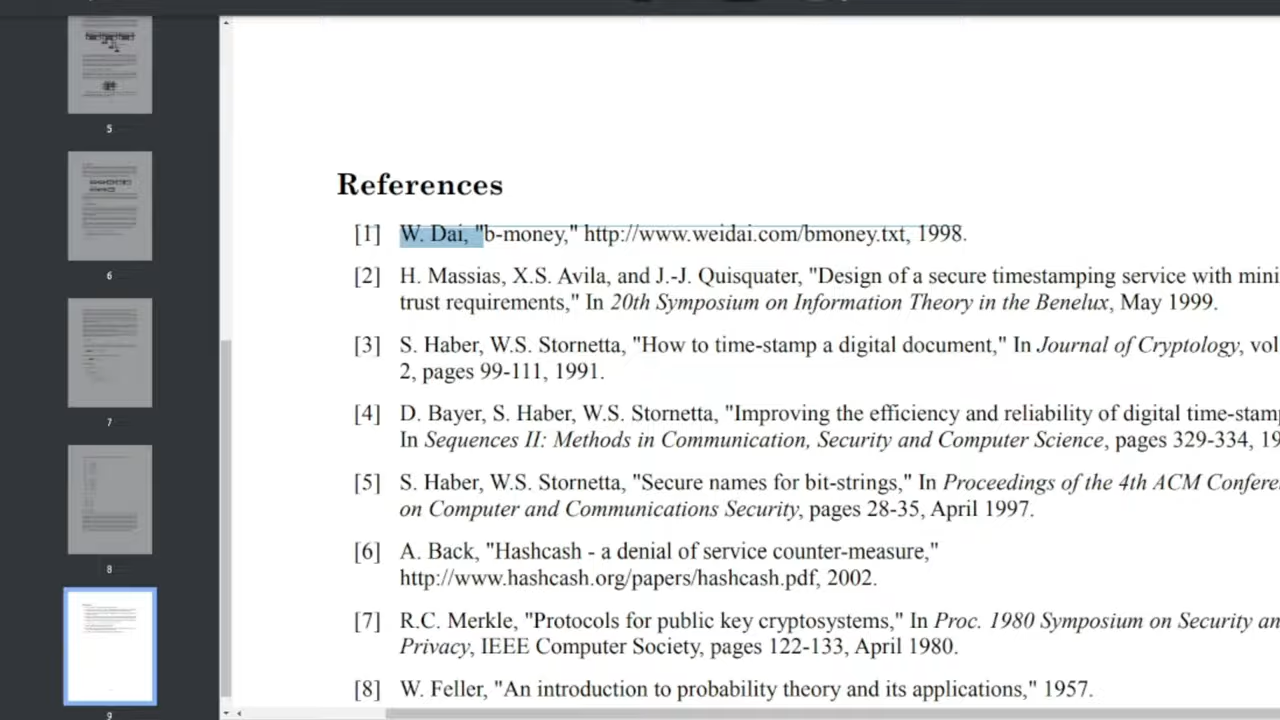 References
[1] W. Dai, "b-money," http://www.weidai.com/bmoney.txt, 1998.
[2] H. Massias, X.S. Avila, and J.-J. Quisquater, "Design of a secure timestamping service with mini
trust requirements," In 20th Symposium on Information Theory in the Benelux, May 1999.
[3] S. Haber, W.S. Stornetta, "How to time-stamp a digital document," In Journal of Cryptology, vol
2, pages 99-111, 1991.
[4] D. Bayer, S. Haber, W.S. Stornetta, "Improving the efficiency and reliability of digital time-stamp
In Sequences II: Methods in Communication, Security and Computer Science, pages 329-334, 19
[5] S. Haber, W.S. Stornetta, "Secure names for bit-strings," In Proceedings of the 4th ACM Confere
on Computer and Communications Security, pages 28-35, April 1997.
[6] A. Back, "Hashcash - a denial of service counter-measure,"
http://www.hashcash.org/papers/hashcash.pdf, 2002.
[7] R.C. Merkle, "Protocols for public key cryptosystems," In Proc. 1980 Symposium on Security an
Privacy, IEEE Computer Society, pages 122-133, April 1980.
[8] W. Feller, "An introduction to probability theory and its applications," 1957.
5
6
7
8
9